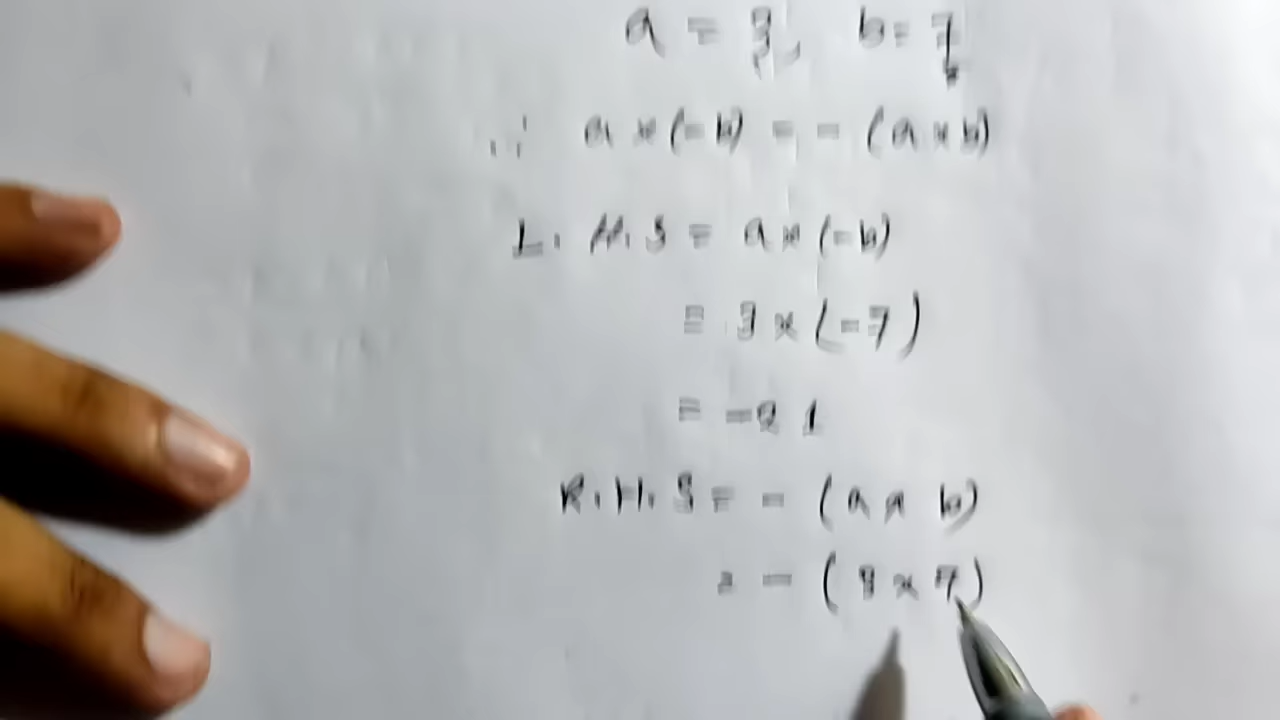 a = 3, b = 7
∵ a × (-b) = - (a × b)
L.H.S = a × (-b)
= 3 × (-7)
= -21
R.H.S = - (a × b)
= - (3 × 7)